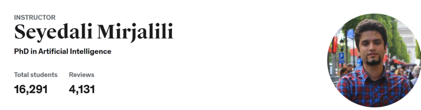 INSTRUCTOR
Seyedali Mirjalili
PhD in Artificial Intelligence
Total students Reviews
16,291 4,131